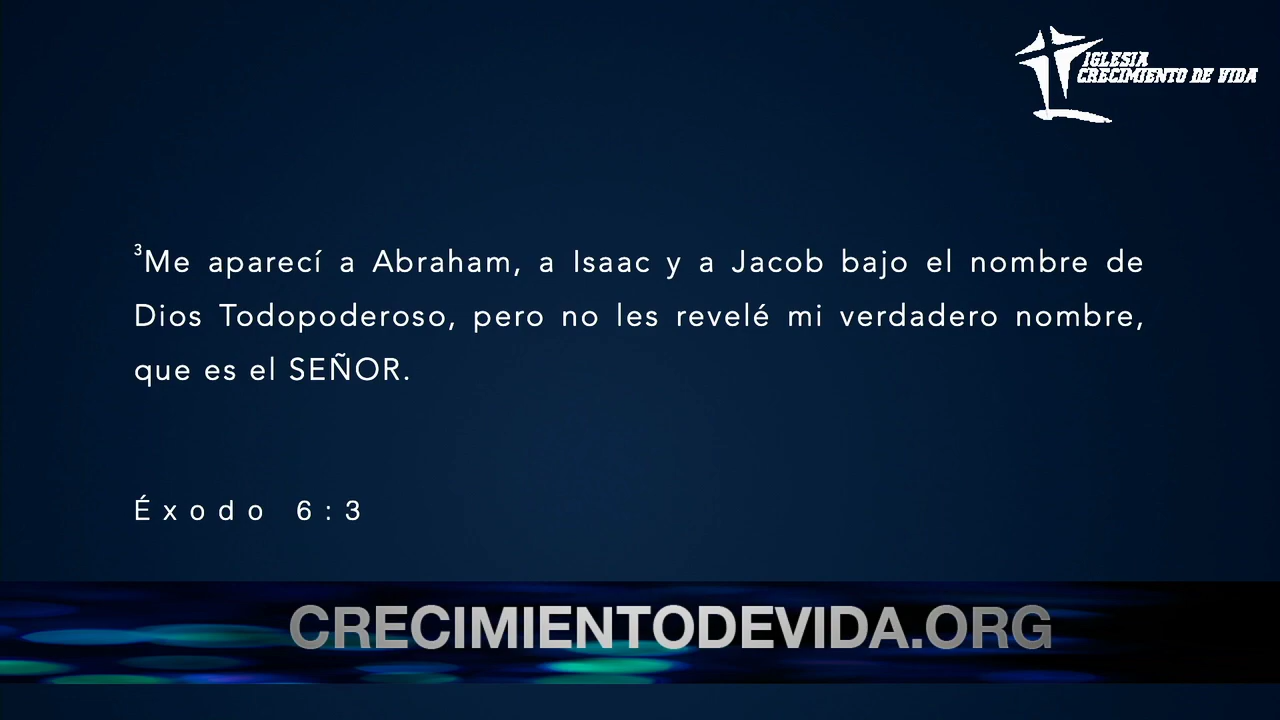 IGLESIA
CRECIMIENTO DE VIDA
³Me aparecí a Abraham, a Isaac y a Jacob bajo el nombre de
Dios Todopoderoso, pero no les revelé mi verdadero nombre,
que es el SEÑOR.
Éxodo 6:3
CRECIMIENTODEVIDA.ORG